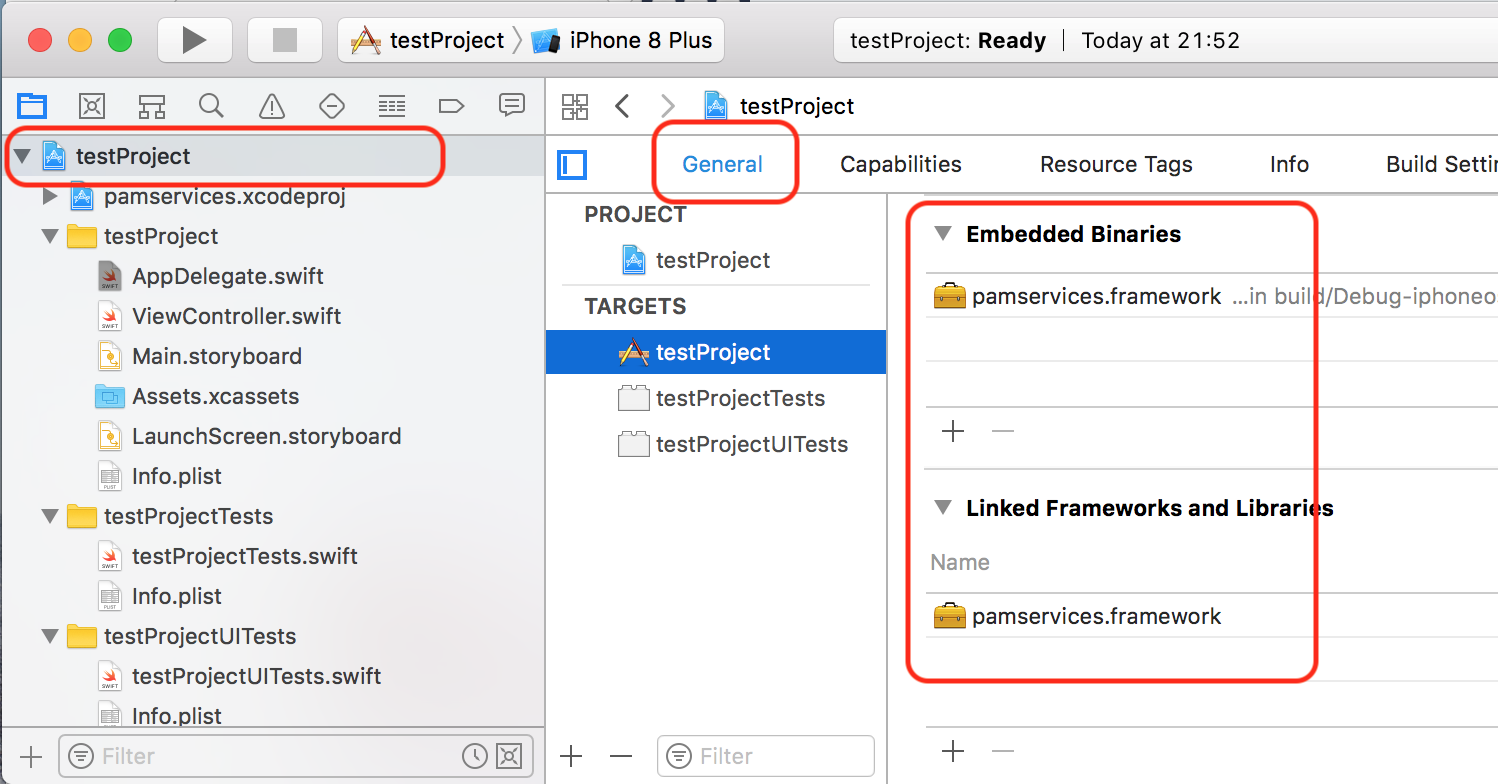 testProject iPhone 8 Plus
testProject: Ready Today at 21:52
testProject
pamservices.xcodeproj
testProject
AppDelegate.swift
ViewController.swift
Main.storyboard
Assets.xcassets
LaunchScreen.storyboard
Info.plist
testProjectTests
testProjectTests.swift
Info.plist
testProjectUITests
testProjectUITests.swift
Info.plist
Filter
testProject
General Capabilities Resource Tags Info Build Settin
PROJECT
testProject
TARGETS
testProject
testProjectTests
testProjectUITests
Filter
Embedded Binaries
pamservices.framework ...in build/Debug-iphoneo
Linked Frameworks and Libraries
Name
pamservices.framework